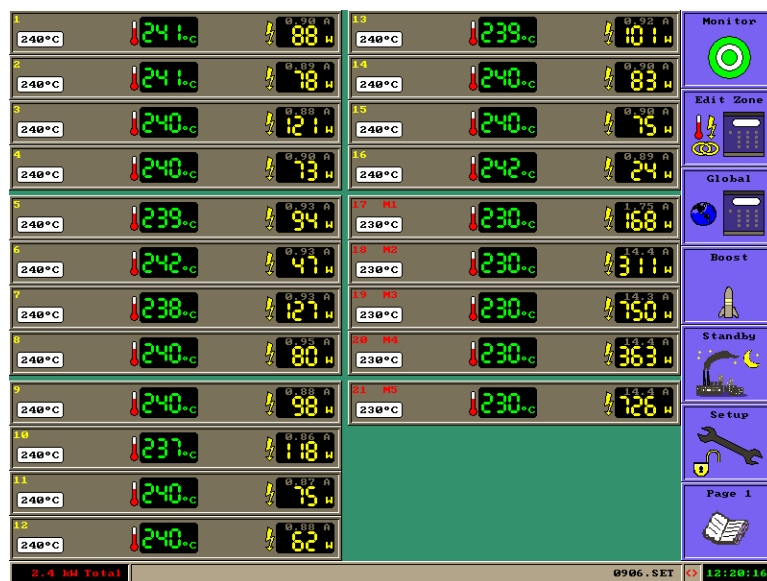 1
240°C 241°C 0.90 A 88 W
2
240°C 241°C 0.89 A 78 W
3
240°C 240°C 0.88 A 121 W
4
240°C 240°C 0.90 A 73 W
5
240°C 239°C 0.93 A 94 W
6
240°C 242°C 0.93 A 47 W
7
240°C 238°C 0.93 A 127 W
8
240°C 240°C 0.95 A 80 W
9
240°C 240°C 0.88 A 98 W
10
240°C 237°C 0.86 A 118 W
11
240°C 240°C 0.87 A 75 W
12
240°C 240°C 0.88 A 62 W
13
240°C 239°C 0.92 A 101 W
14
240°C 240°C 0.90 A 83 W
15
240°C 240°C 0.90 A 75 W
16
240°C 242°C 0.89 A 24 W
17 M1
230°C 230°C 1.75 A 168 W
18 M2
230°C 230°C 14.4 A 311 W
19 M3
230°C 230°C 14.3 A 750 W
20 M4
230°C 230°C 14.4 A 363 W
21 M5
230°C 230°C 14.4 A 726 W
Monitor
Edit Zone
Global
Boost
Standby
Setup
Page 1
2.4 kW Total
0906.SET <> 12:20:16